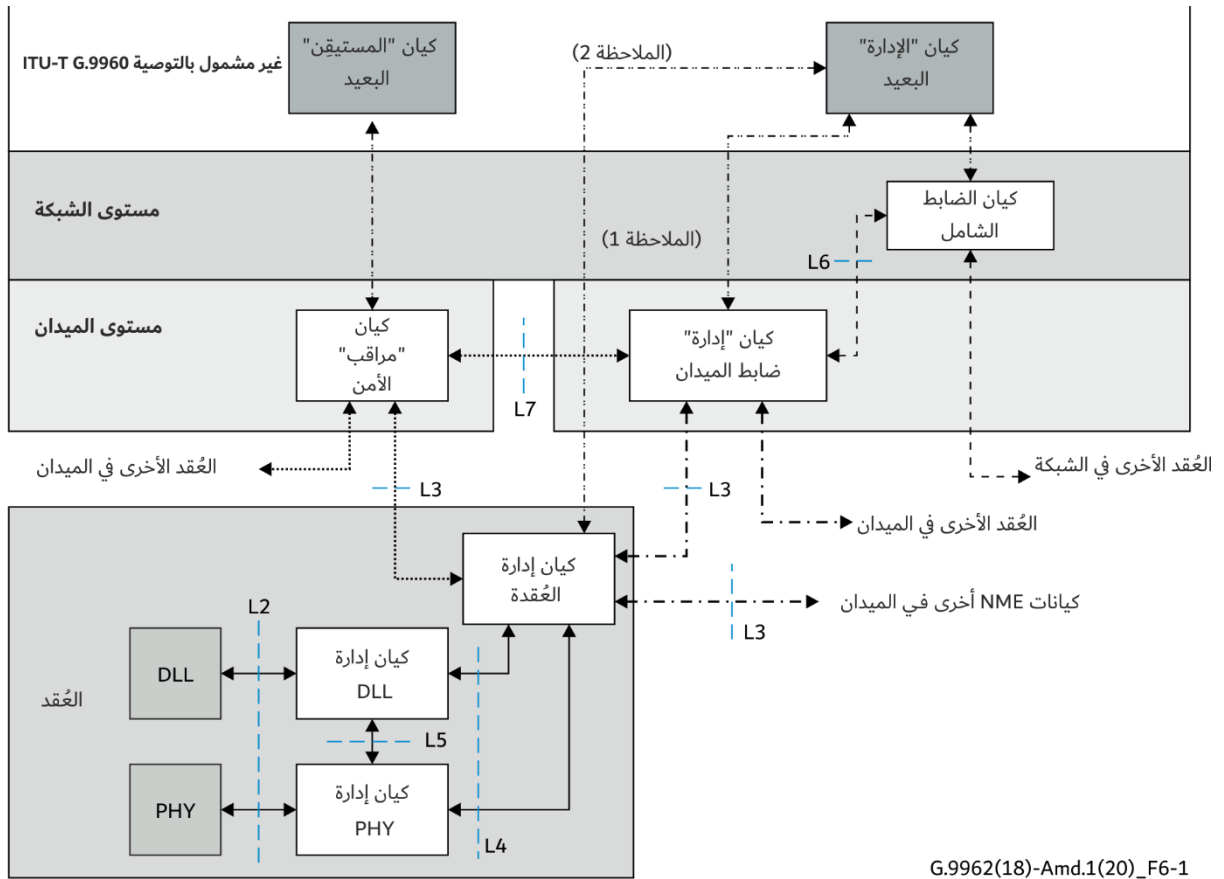 كيان "الإدارة"
البعيد
(الملاحظة 2)
كيان "المستيقِن"
البعيد
غير مشمول بالتوصية ITU-T G.9960
كيان الضابط
الشامل
مستوى الشبكة
(الملاحظة 1)
L6
مستوى الميدان
كيان "إدارة"
ضابط الميدان
كيان
"مراقب"
الأمن
L7
العُقد الأخرى في الشبكة
العُقد الأخرى في الميدان
L3
L3
العُقد الأخرى في الميدان
كيان إدارة
العُقدة
كيانات NME أخرى في الميدان
L3
L2
كيان إدارة
DLL
DLL
العُقد
L5
كيان إدارة
PHY
PHY
L4
G.9962(18)-Amd.1(20)_F6-1